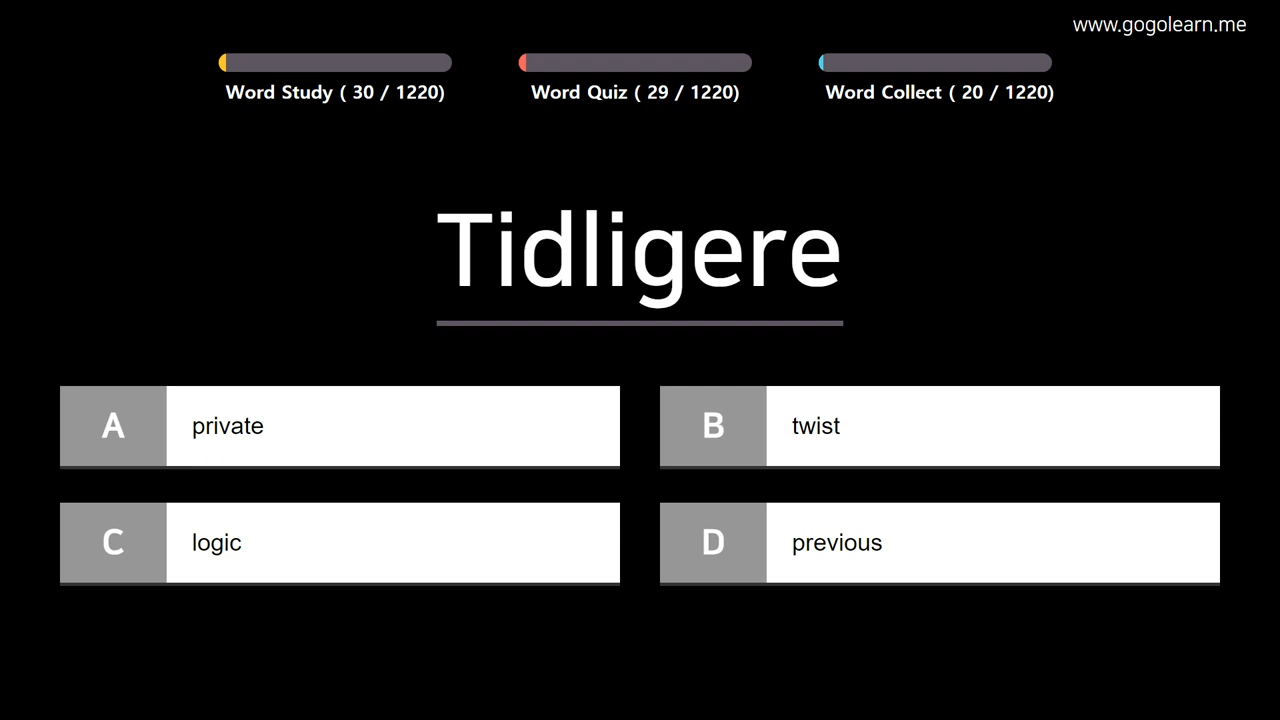 www.gogolearn.me
Word Study ( 30 / 1220)
Word Quiz ( 29 / 1220)
Word Collect ( 20 / 1220)
Tidligere
A private
B twist
C logic
D previous